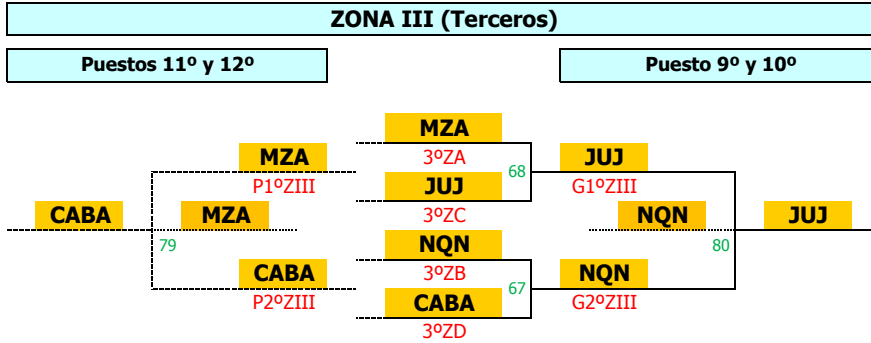 ZONA III (Terceros)
Puestos 11º y 12º
Puesto 9º y 10º
MZA
MZA
3ºZA
68
JUJ
P1ºZIII
JUJ
G1ºZIII
CABA
MZA
3ºZC
NQN
JUJ
79
NQN
80
CABA
3ºZB
67
NQN
P2ºZIII
CABA
G2ºZIII
3ºZD